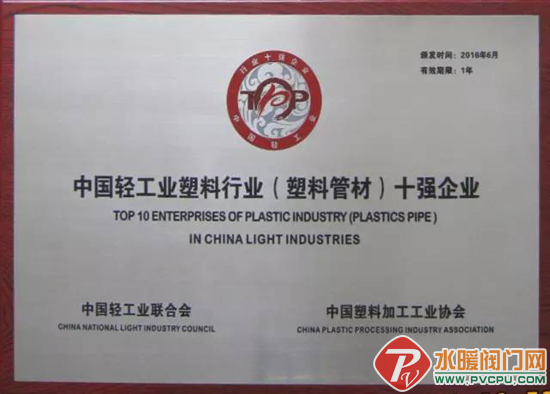 颁发时间：2016年6月
有效期限：1年
中国轻工业行业十强企业
TOP
中国轻工业塑料行业（塑料管材）十强企业
TOP 10 ENTERPRISES OF PLASTIC INDUSTRY (PLASTICS PIPE)
IN CHINA LIGHT INDUSTRIES
中国轻工业联合会
CHINA NATIONAL LIGHT INDUSTRY COUNCIL
中国塑料加工工业协会
CHINA PLASTIC PROCESSING INDUSTRY ASSOCIATION
PV
水暖阀门网
www.PVCPU.com